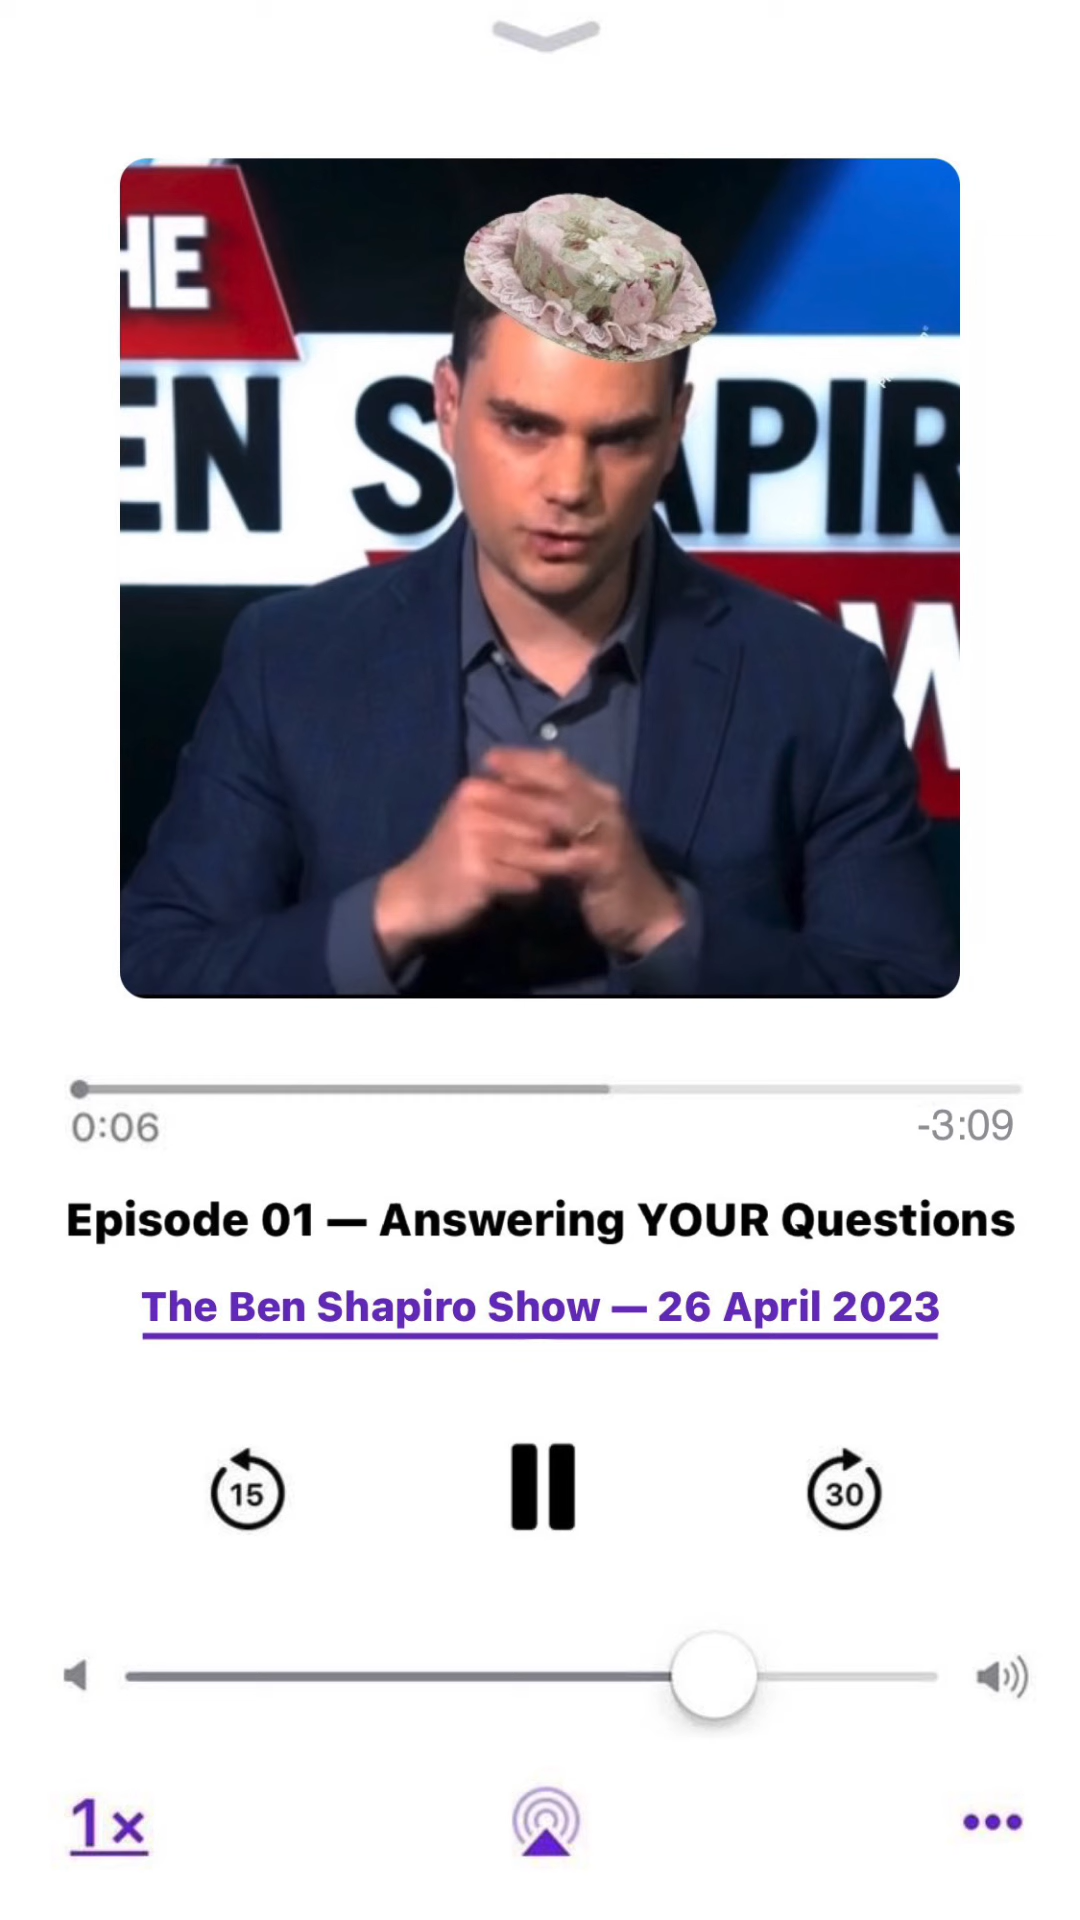 HE
EN S APIR
W
0:06 -3:09
Episode 01 — Answering YOUR Questions
The Ben Shapiro Show — 26 April 2023
15 30
1×